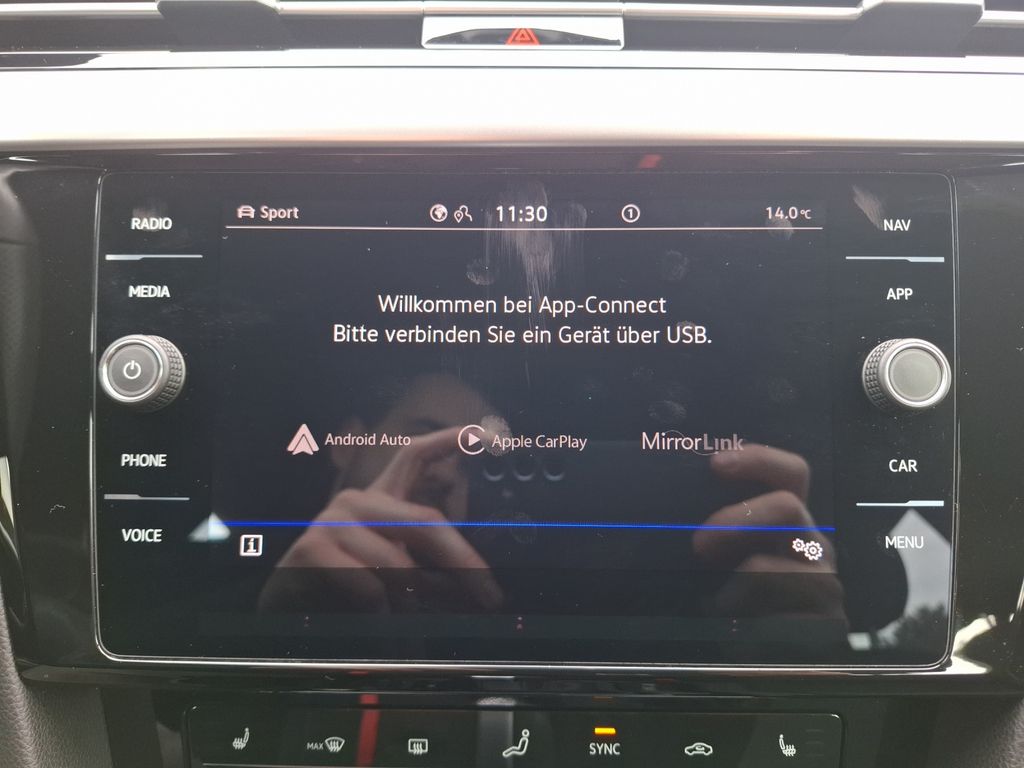 RADIO
MEDIA
PHONE
VOICE
Sport
11:30
1
14.0°C
Willkommen bei App-Connect
Bitte verbinden Sie ein Gerät über USB.
Android Auto
Apple CarPlay
MirrorLink
i
NAV
APP
CAR
MENU
MAX
SYNC